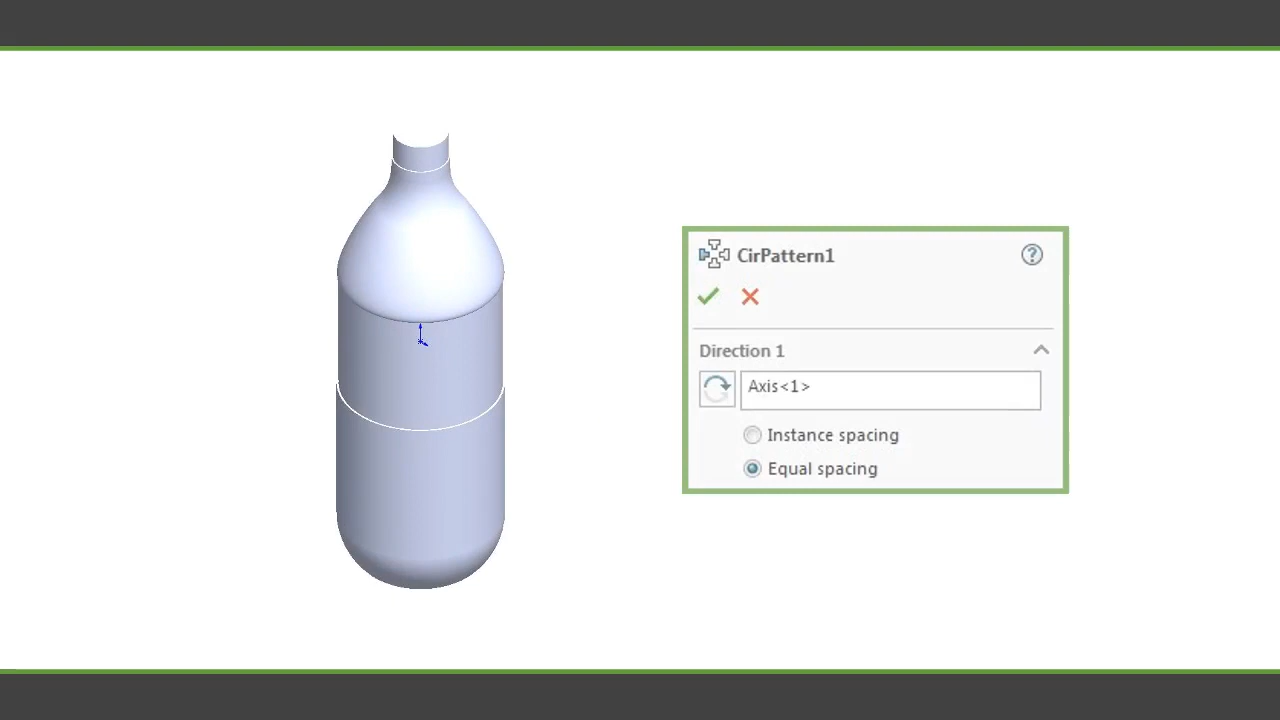 CirPattern1
?
Direction 1
Axis<1>
Instance spacing
Equal spacing